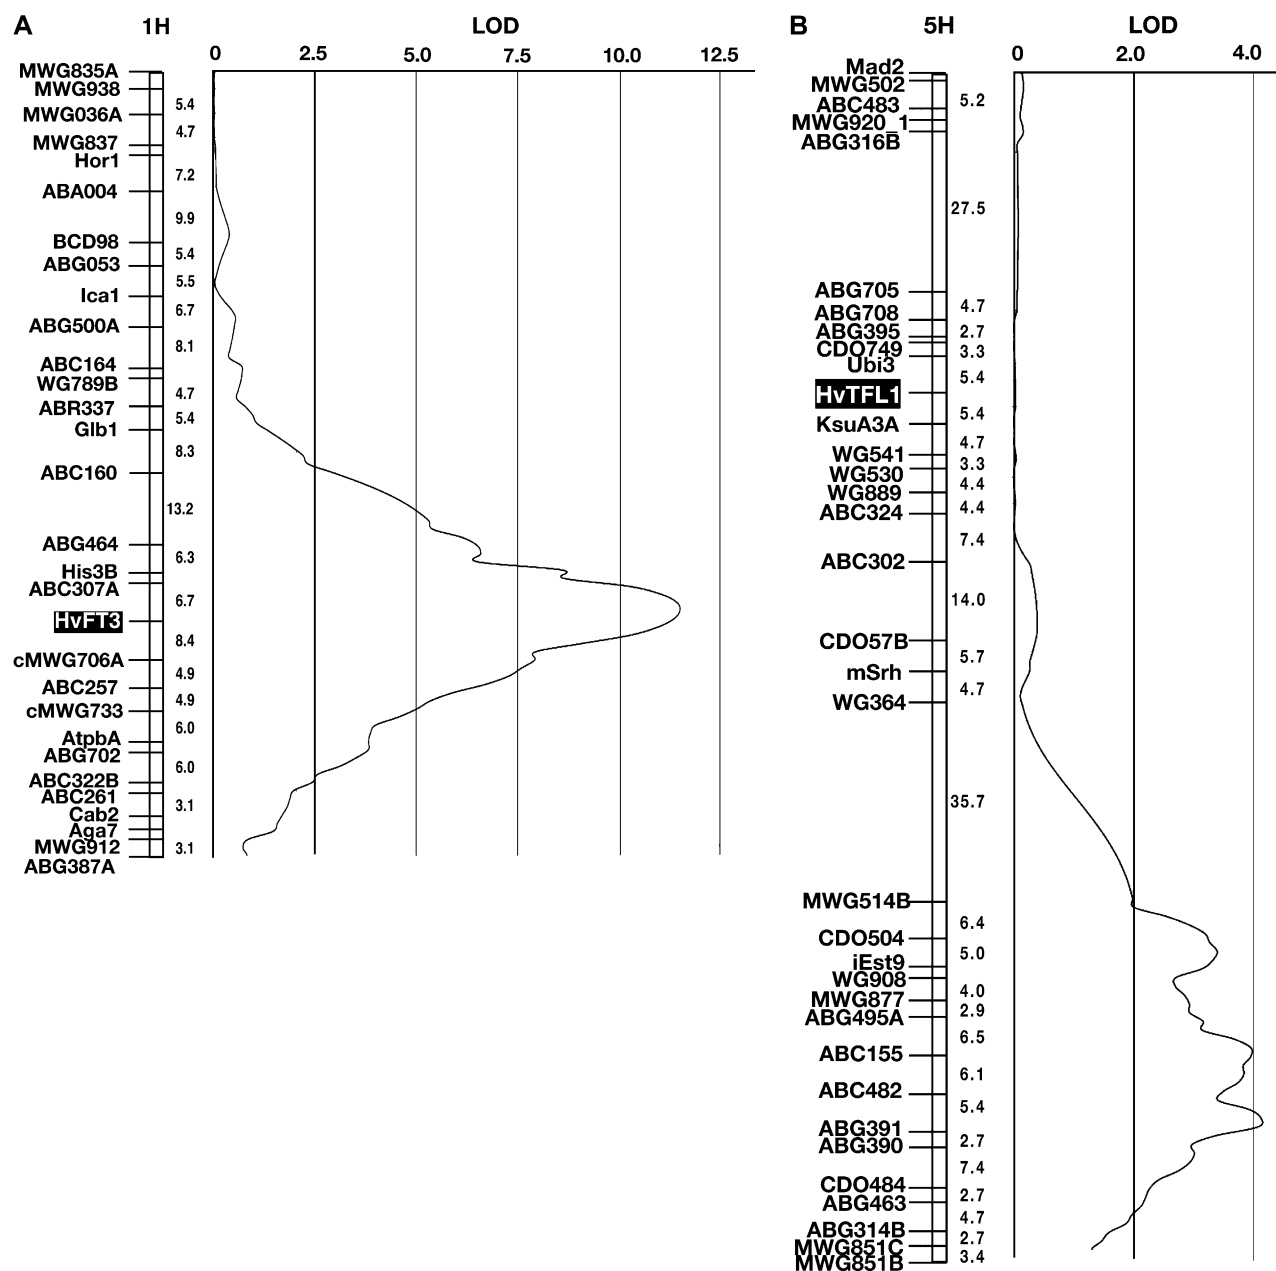 A 1H LOD
0 2.5 5.0 7.5 10.0 12.5
MWG835A
MWG938
5.4
MWG036A
4.7
MWG837
Hor1
7.2
ABA004
9.9
BCD98
5.4
ABG053
5.5
Ica1
6.7
ABG500A
8.1
ABC164
WG789B
4.7
ABR337
5.4
Glb1
8.3
ABC160
13.2
ABG464
6.3
His3B
ABC307A
6.7
HvFT3
8.4
cMWG706A
4.9
ABC257
4.9
cMWG733
6.0
AtpbA
ABG702
6.0
ABC322B
ABC261
3.1
Cab2
Aga7
MWG912
3.1
ABG387A
B 5H LOD
0 2.0 4.0
Mad2
MWG502
5.2
ABC483
MWG920_1
ABG316B
27.5
ABG705
4.7
ABG708
2.7
ABG395
CDO749
3.3
Ubi3
5.4
HvTFL1
5.4
KsuA3A
4.7
WG541
3.3
WG530
4.4
WG889
4.4
ABC324
7.4
ABC302
14.0
CDO57B
5.7
mSrh
4.7
WG364
35.7
MWG514B
6.4
CDO504
5.0
iEst9
WG908
4.0
MWG877
2.9
ABG495A
6.5
ABC155
6.1
ABC482
5.4
ABG391
2.7
ABG390
7.4
CDO484
2.7
ABG463
4.7
ABG314B
2.7
MWG851C
3.4
MWG851B